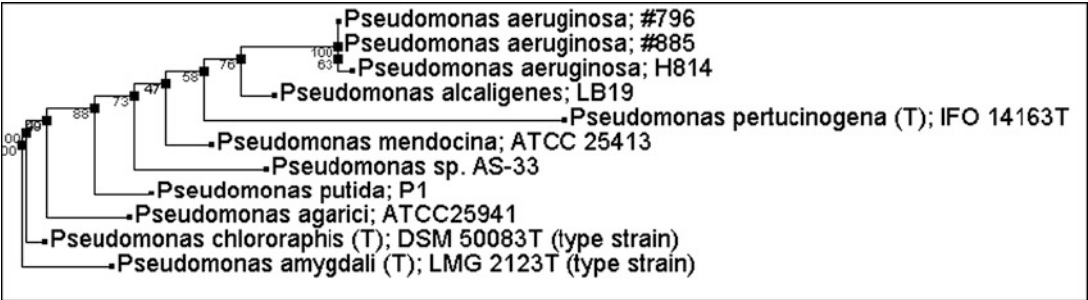 Pseudomonas aeruginosa; #796
100 Pseudomonas aeruginosa; #885
63 Pseudomonas aeruginosa; H814
76
58
Pseudomonas alcaligenes; LB19
47
73
88
Pseudomonas pertucinogena (T); IFO 14163T
Pseudomonas mendocina; ATCC 25413
Pseudomonas sp. AS-33
Pseudomonas putida; P1
Pseudomonas agarici; ATCC25941
Pseudomonas chlororaphis (T); DSM 50083T (type strain)
Pseudomonas amygdali (T); LMG 2123T (type strain)